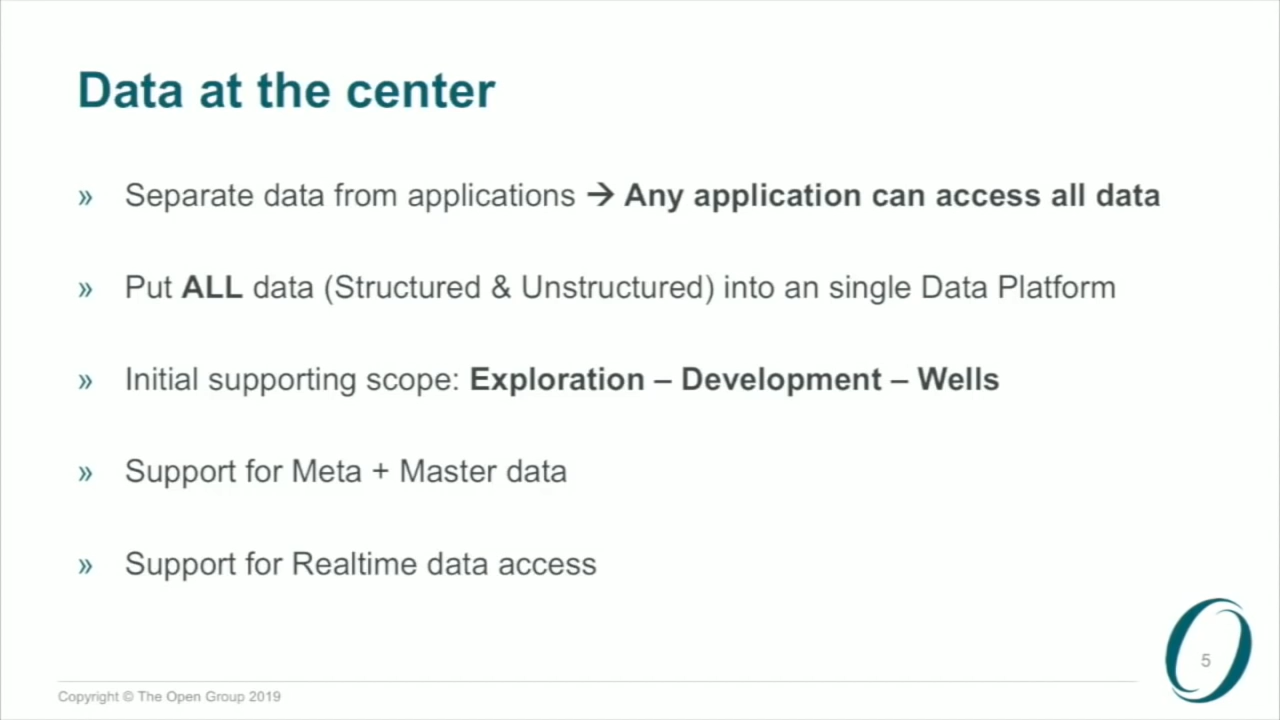 Data at the center
» Separate data from applications → Any application can access all data
» Put ALL data (Structured & Unstructured) into an single Data Platform
» Initial supporting scope: Exploration – Development – Wells
» Support for Meta + Master data
» Support for Realtime data access
5
Copyright © The Open Group 2019